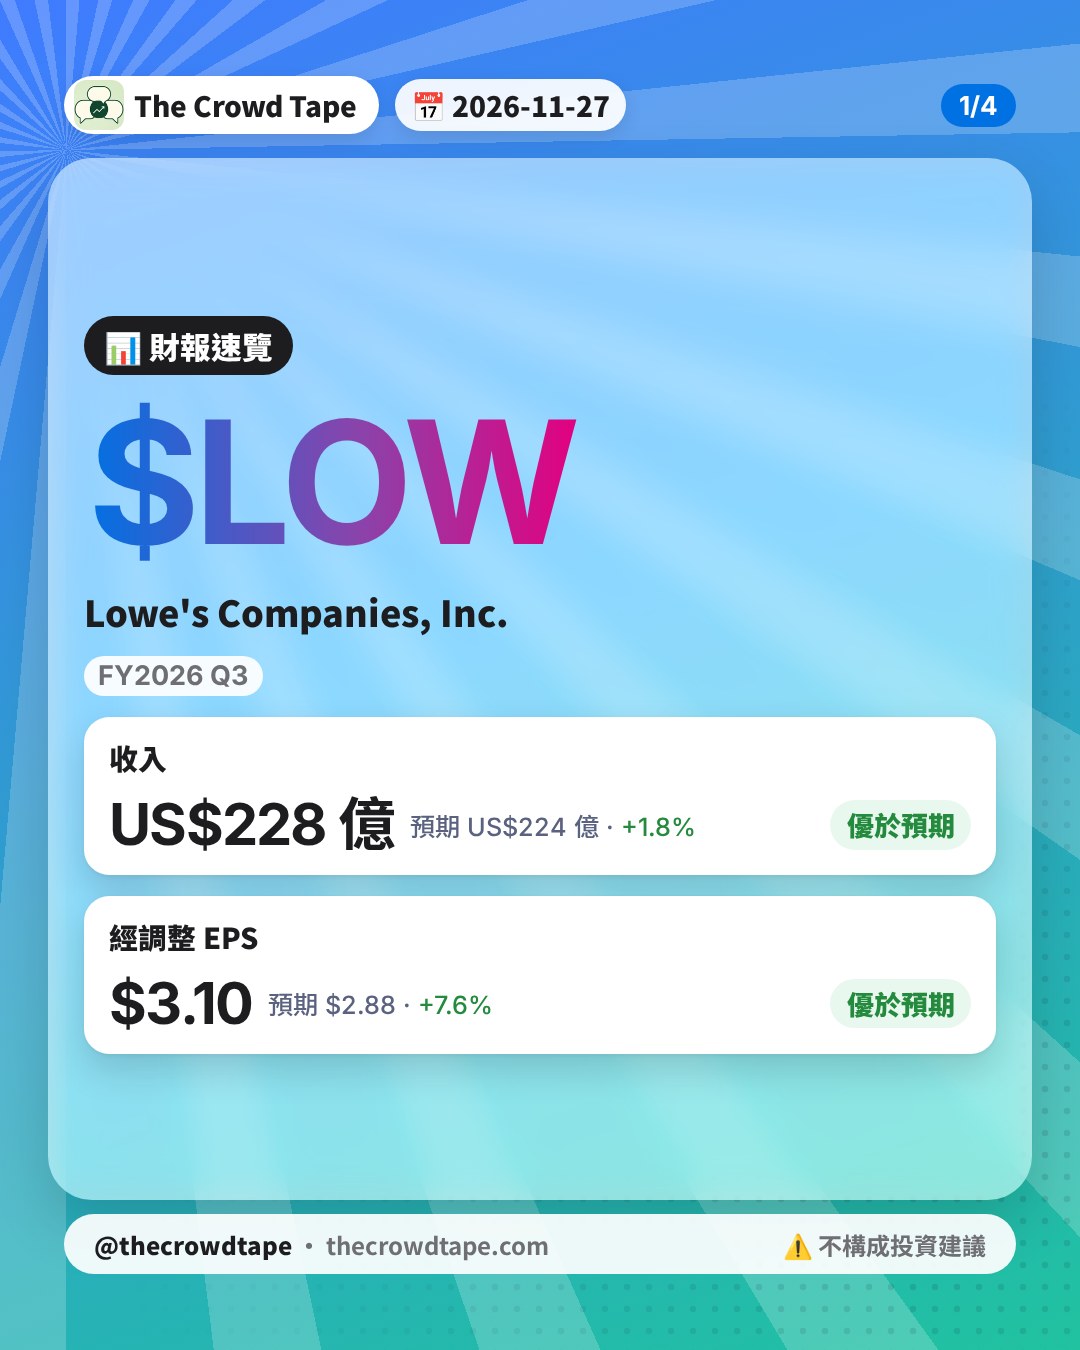 The Crowd Tape
📅 2026-11-27
1/4
📊 財報速覽
$LOW
Lowe's Companies, Inc.
FY2026 Q3
收入
US$228 億 預期 US$224 億 · +1.8% 優於預期
經調整 EPS
$3.10 預期 $2.88 · +7.6% 優於預期
@thecrowdtape • thecrowdtape.com
⚠️ 不構成投資建議